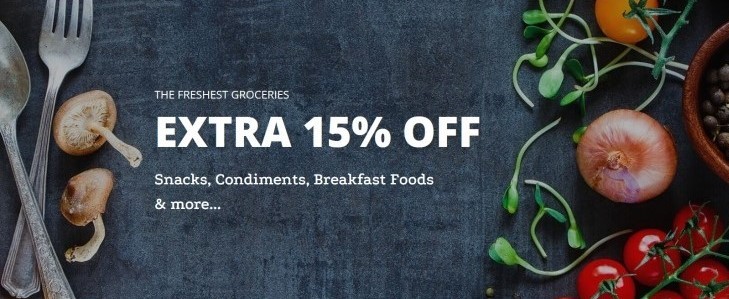 THE FRESHEST GROCERIES
EXTRA 15% OFF
Snacks, Condiments, Breakfast Foods
& more...